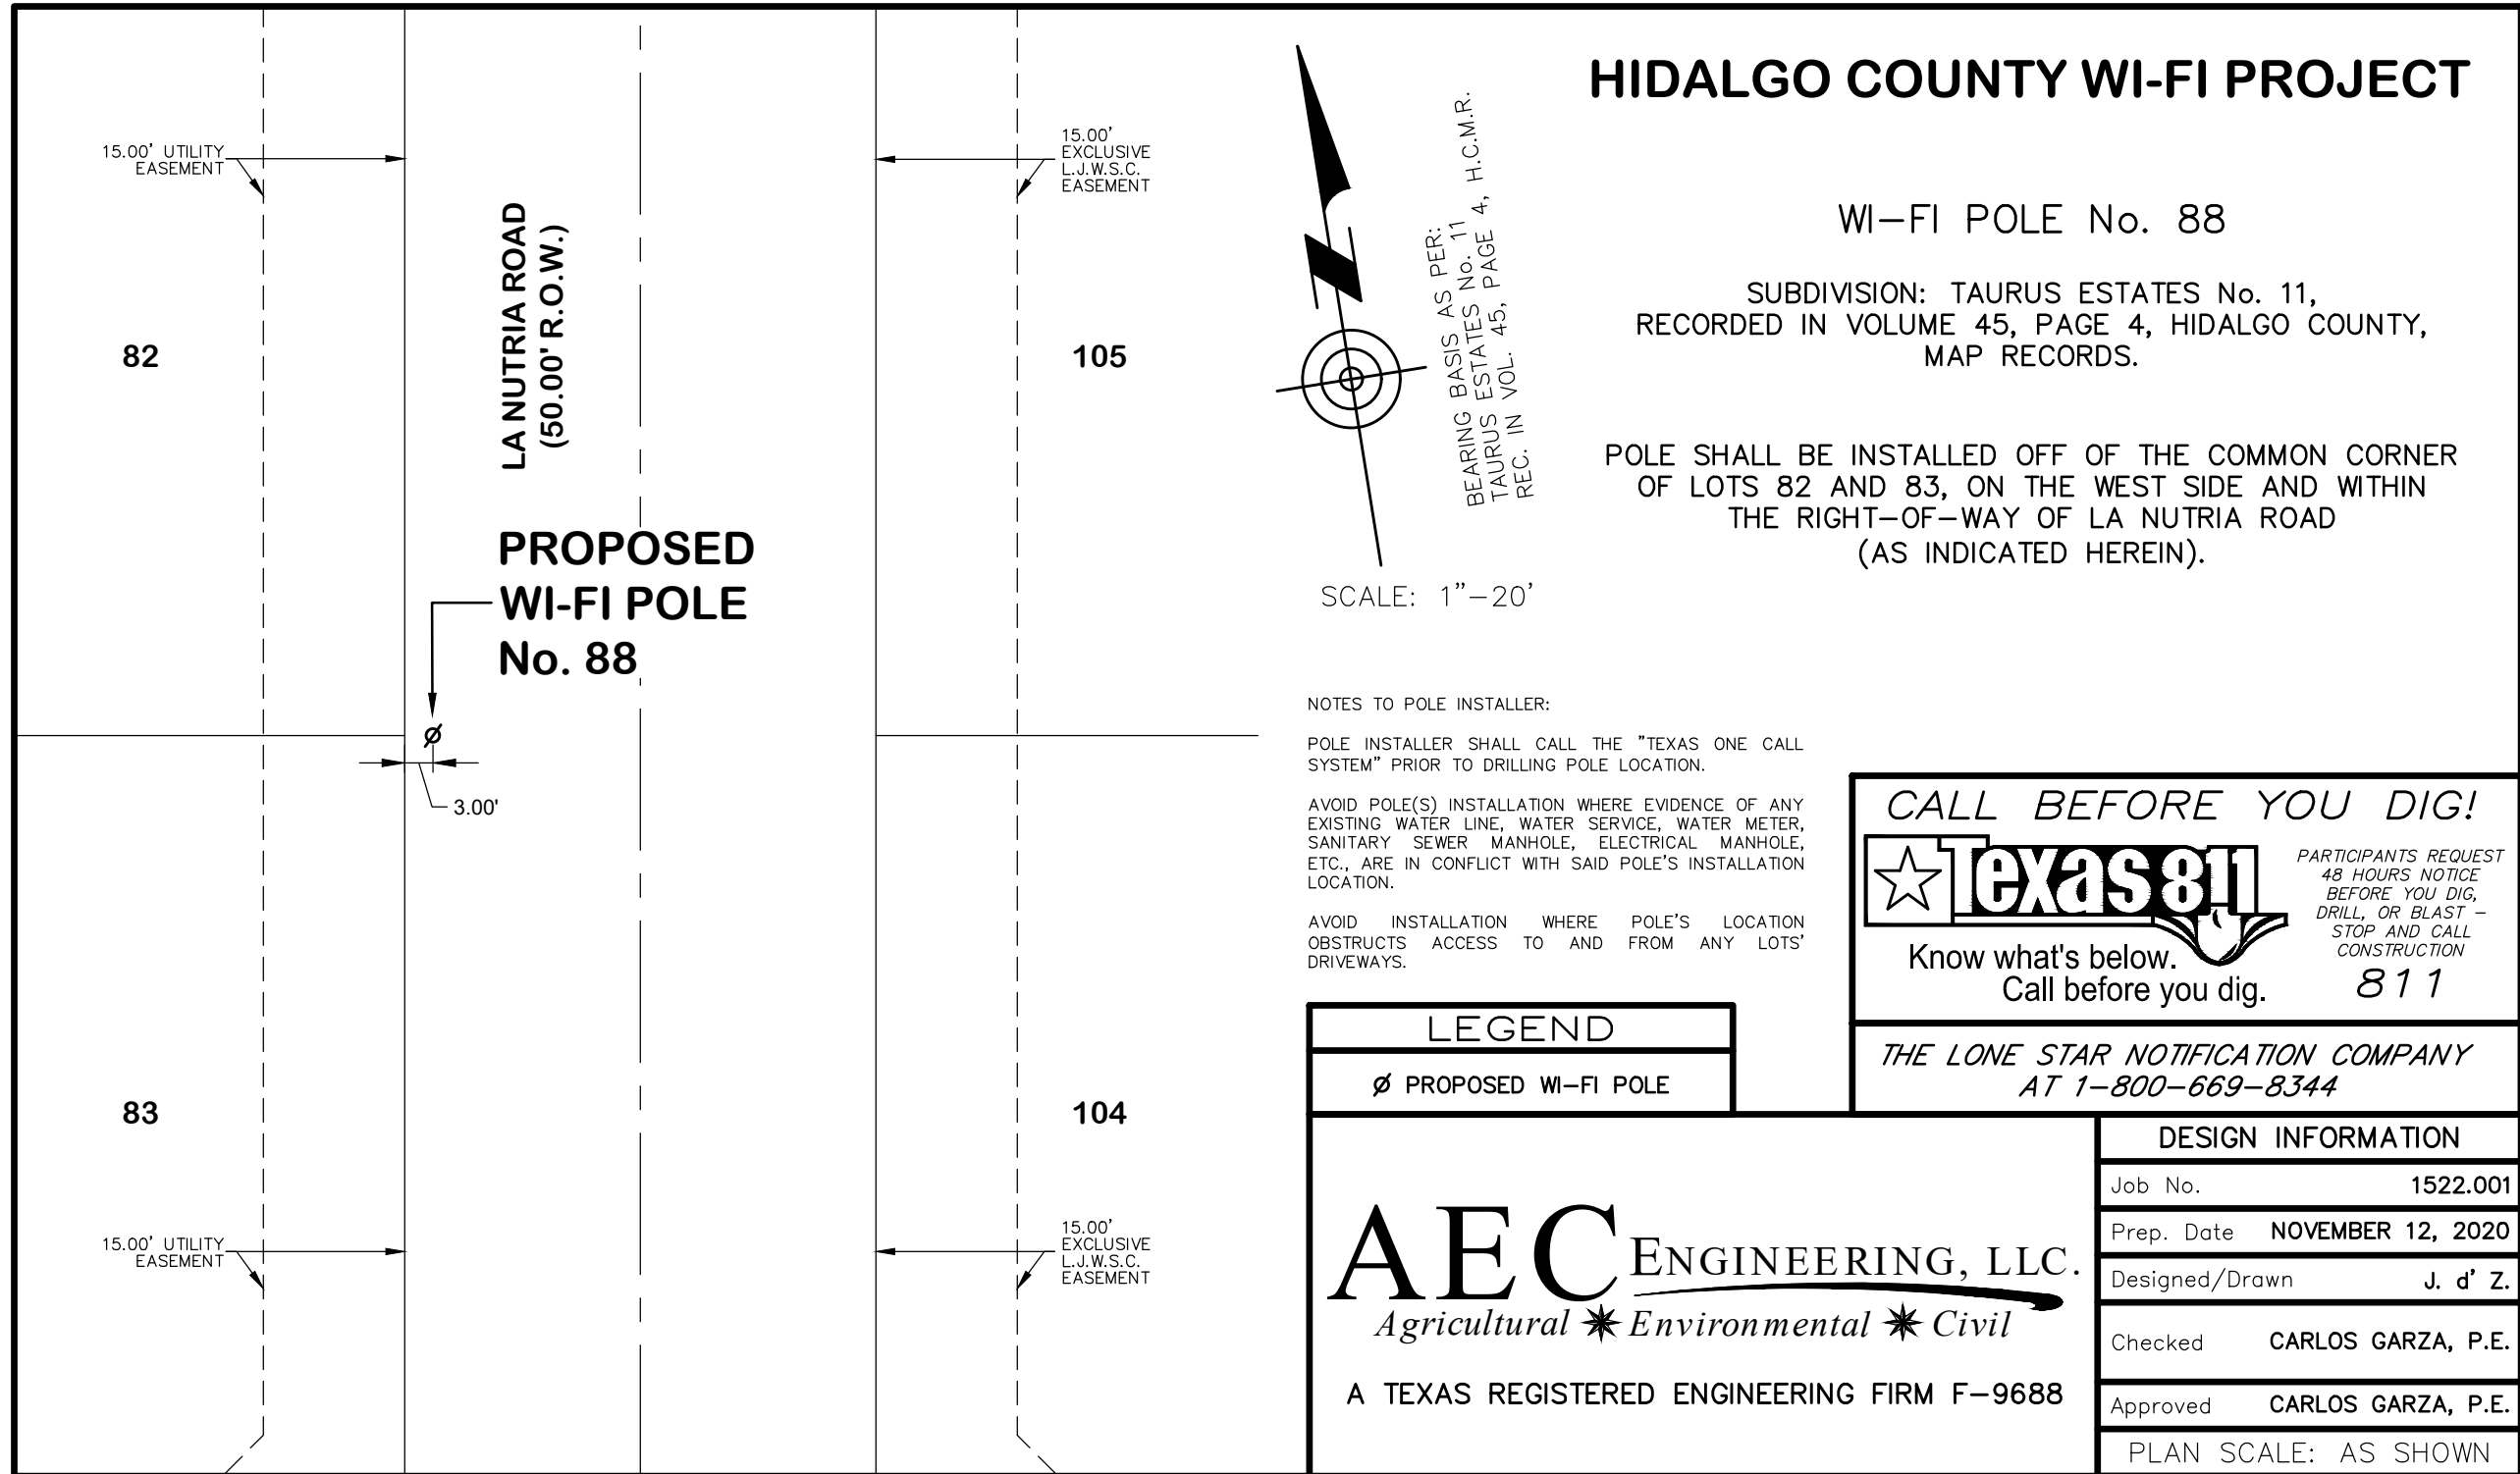 HIDALGO COUNTY WI-FI PROJECT
WI-FI POLE No. 88
SUBDIVISION: TAURUS ESTATES No. 11,
RECORDED IN VOLUME 45, PAGE 4, HIDALGO COUNTY,
MAP RECORDS.
POLE SHALL BE INSTALLED OFF OF THE COMMON CORNER
OF LOTS 82 AND 83, ON THE WEST SIDE AND WITHIN
THE RIGHT-OF-WAY OF LA NUTRIA ROAD
(AS INDICATED HEREIN).
15.00' UTILITY
EASEMENT
15.00'
EXCLUSIVE
L.J.W.S.C.
EASEMENT
LA NUTRIA ROAD
(50.00' R.O.W.)
82
105
PROPOSED
WI-FI POLE
No. 88
3.00'
83
104
15.00' UTILITY
EASEMENT
15.00'
EXCLUSIVE
L.J.W.S.C.
EASEMENT
N
BEARING BASIS AS PER:
TAURUS ESTATES No. 11
REC. IN VOL. 45, PAGE 4, H.C.M.R.
SCALE: 1"-20'
NOTES TO POLE INSTALLER:
POLE INSTALLER SHALL CALL THE "TEXAS ONE CALL
SYSTEM" PRIOR TO DRILLING POLE LOCATION.
AVOID POLE(S) INSTALLATION WHERE EVIDENCE OF ANY
EXISTING WATER LINE, WATER SERVICE, WATER METER,
SANITARY SEWER MANHOLE, ELECTRICAL MANHOLE,
ETC., ARE IN CONFLICT WITH SAID POLE'S INSTALLATION
LOCATION.
AVOID INSTALLATION WHERE POLE'S LOCATION
OBSTRUCTS ACCESS TO AND FROM ANY LOTS'
DRIVEWAYS.
CALL BEFORE YOU DIG!
Texas811
Know what's below.
Call before you dig.
PARTICIPANTS REQUEST
48 HOURS NOTICE
BEFORE YOU DIG,
DRILL, OR BLAST -
STOP AND CALL
CONSTRUCTION
811
THE LONE STAR NOTIFICATION COMPANY
AT 1-800-669-8344
LEGEND
Ø PROPOSED WI-FI POLE
AEC ENGINEERING, LLC.
Agricultural Environmental Civil
A TEXAS REGISTERED ENGINEERING FIRM F-9688
DESIGN INFORMATION
Job No. 1522.001
Prep. Date NOVEMBER 12, 2020
Designed/Drawn J. d' Z.
Checked CARLOS GARZA, P.E.
Approved CARLOS GARZA, P.E.
PLAN SCALE: AS SHOWN